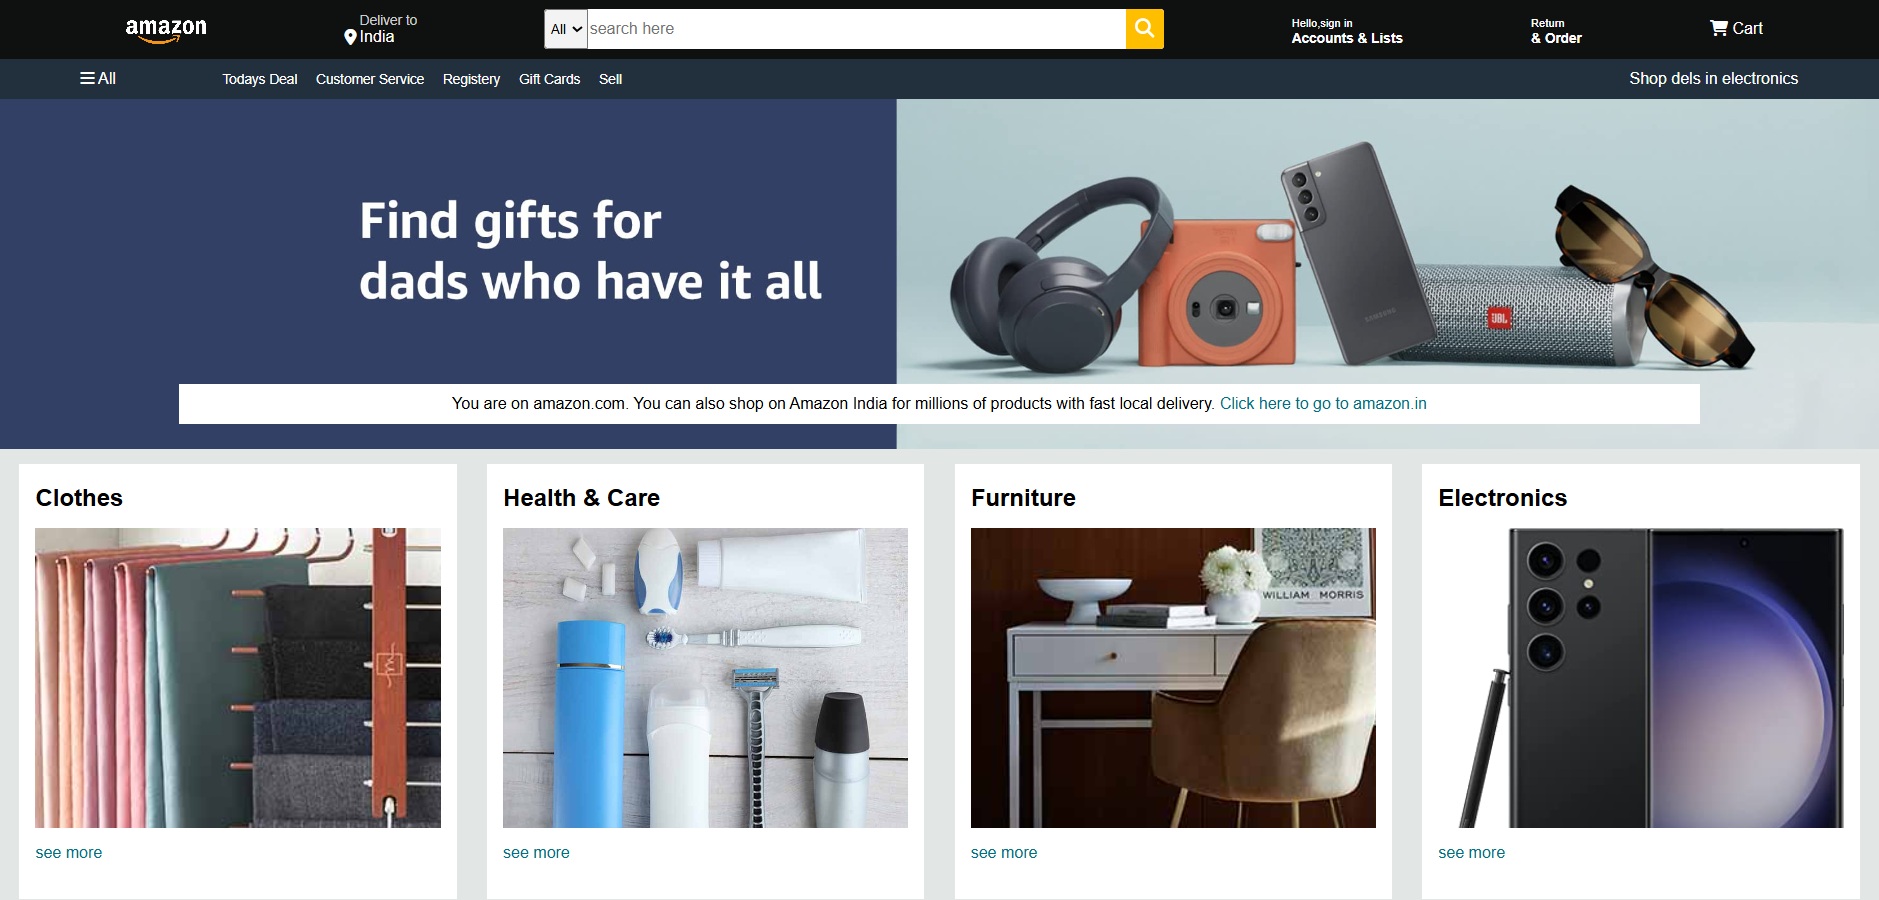 amazon
Deliver to
India
All
search here
Hello,sign in
Accounts & Lists
Return
& Order
Cart
All
Todays Deal
Customer Service
Registery
Gift Cards
Sell
Shop dels in electronics
Find gifts for
dads who have it all
SAMSUNG
JBL
You are on amazon.com. You can also shop on Amazon India for millions of products with fast local delivery. Click here to go to amazon.in
Clothes
Health & Care
Furniture
Electronics
WILLIAM MORRIS
see more
see more
see more
see more